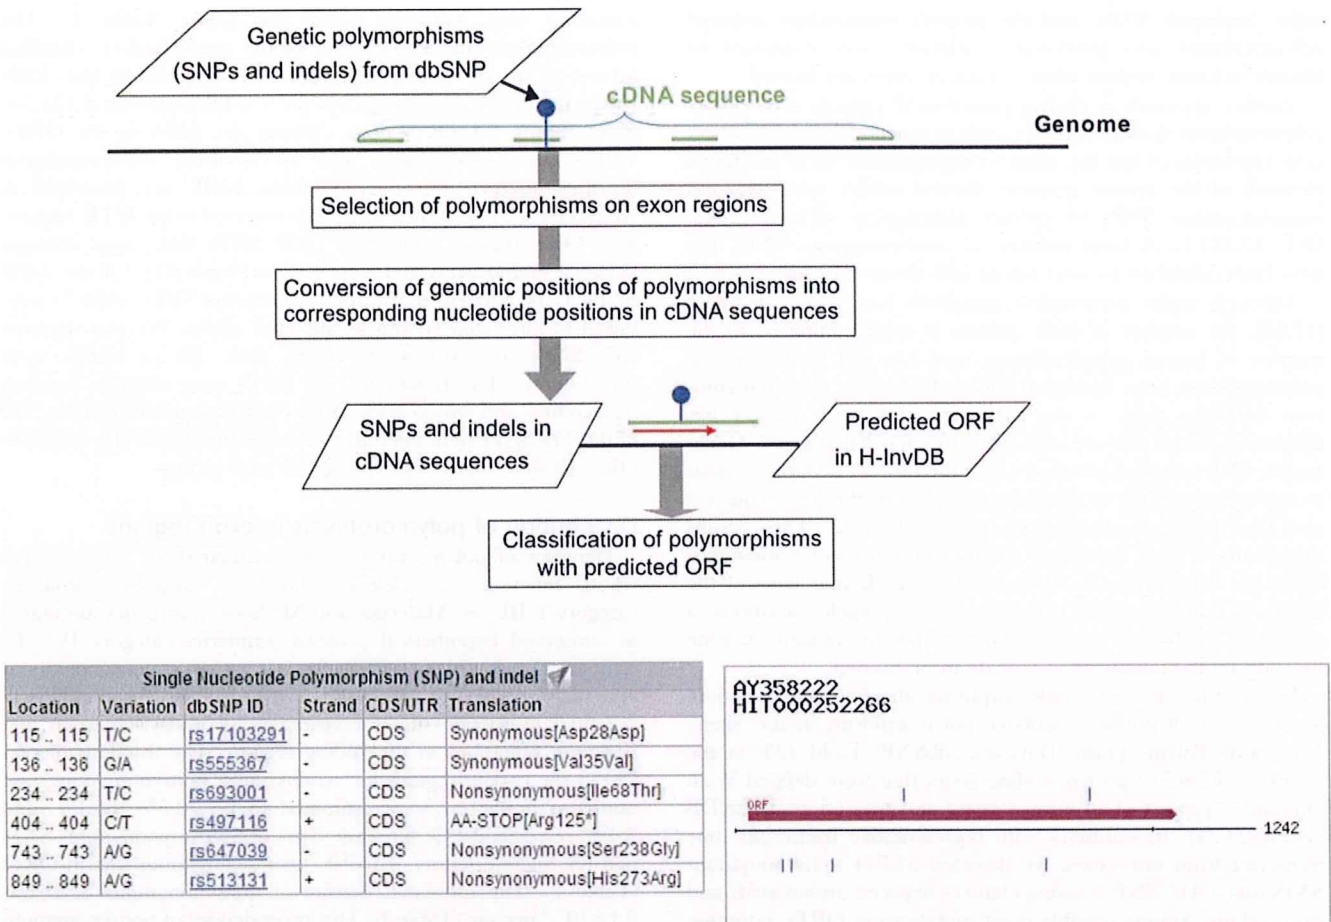 Genetic polymorphisms
(SNPs and indels) from dbSNP
cDNA sequence
Genome
Selection of polymorphisms on exon regions
Conversion of genomic positions of polymorphisms into
corresponding nucleotide positions in cDNA sequences
SNPs and indels in
cDNA sequences
Predicted ORF
in H-InvDB
Classification of polymorphisms
with predicted ORF
Single Nucleotide Polymorphism (SNP) and indel
Location Variation dbSNP ID Strand CDS/UTR Translation
115 .. 115 T/C rs17103291 - CDS Synonymous[Asp28Asp]
136 .. 136 G/A rs555367 - CDS Synonymous[Val35Val]
234 .. 234 T/C rs693001 - CDS Nonsynonymous[Ile68Thr]
404 .. 404 C/T rs497116 + CDS AA-STOP[Arg125*]
743 .. 743 A/G rs647039 - CDS Nonsynonymous[Ser238Gly]
849 .. 849 A/G rs513131 + CDS Nonsynonymous[His273Arg]
AY358222
HIT000252266
ORF
1242